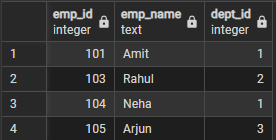 emp_id emp_name dept_id
integer text integer
1 101 Amit 1
2 103 Rahul 2
3 104 Neha 1
4 105 Arjun 3